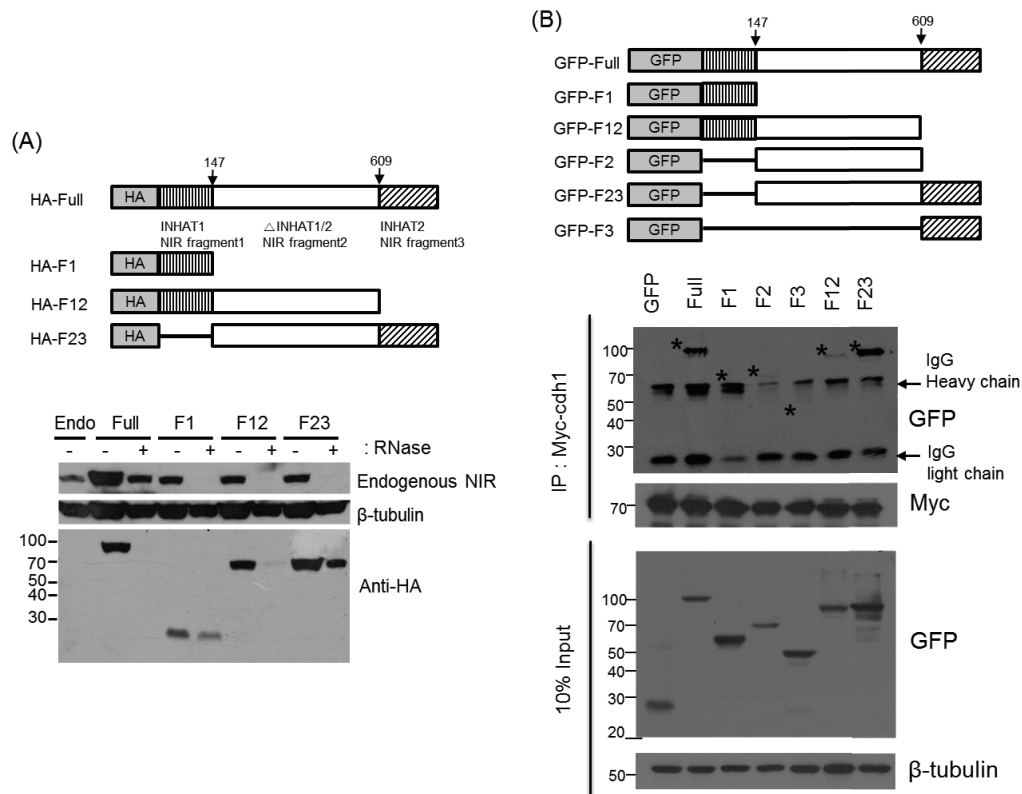 (A)
147
609
HA-Full
HA
INHAT1
NIR fragment1
△INHAT1/2
NIR fragment2
INHAT2
NIR fragment3
HA-F1
HA
HA-F12
HA
HA-F23
HA
Endo Full F1 F12 F23
- - + - + - + - + : RNase
Endogenous NIR
β-tubulin
100
70
50
40
30
Anti-HA
(B)
147
609
GFP-Full
GFP
GFP-F1
GFP
GFP-F12
GFP
GFP-F2
GFP
GFP-F23
GFP
GFP-F3
GFP
GFP Full F1 F2 F3 F12 F23
IP : Myc-cdh1
100
70
50
40
30
* * * * * *
IgG
Heavy chain
GFP
IgG
light chain
70
Myc
10% Input
100
70
50
40
30
20
GFP
50
β-tubulin